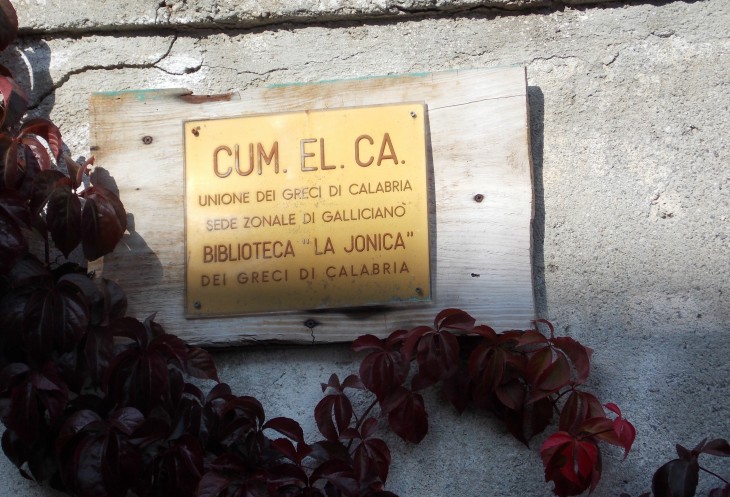 CUM. EL. CA.
UNIONE DEI GRECI DI CALABRIA
SEDE ZONALE DI GALLICIANÒ
BIBLIOTECA "LA JONICA"
DEI GRECI DI CALABRIA